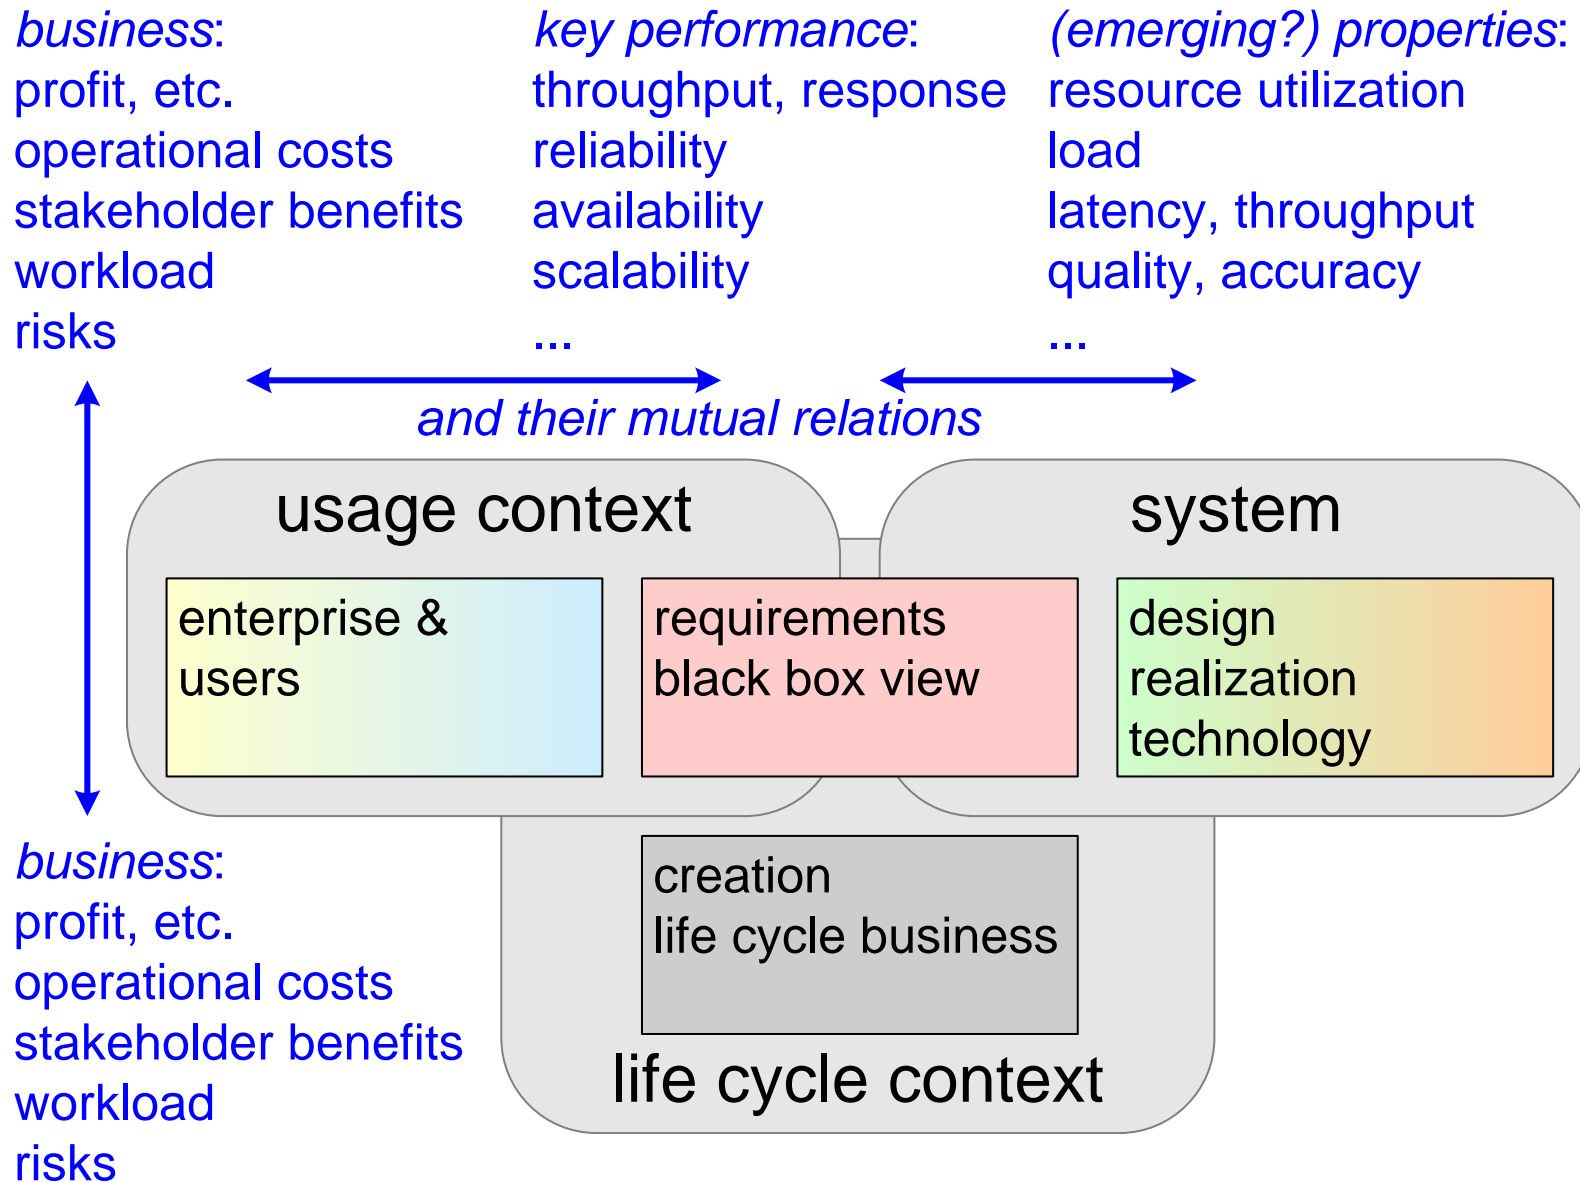 business:
profit, etc.
operational costs
stakeholder benefits
workload
risks
key performance:
throughput, response
reliability
availability
scalability
...
(emerging?) properties:
resource utilization
load
latency, throughput
quality, accuracy
...
and their mutual relations
usage context
system
enterprise &
users
requirements
black box view
design
realization
technology
business:
profit, etc.
operational costs
stakeholder benefits
workload
risks
creation
life cycle business
life cycle context